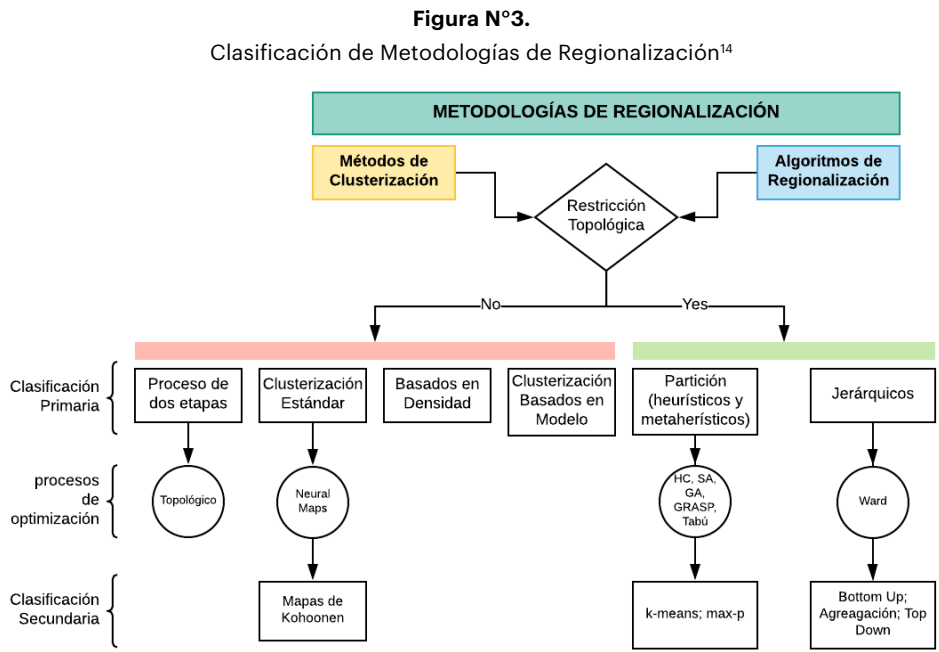 Figura N°3.
Clasificación de Metodologías de Regionalización¹⁴
METODOLOGÍAS DE REGIONALIZACIÓN
Métodos de
Clusterización
Algoritmos de
Regionalización
Restricción
Topológica
No
Yes
Clasificación
Primaria
Proceso de
dos etapas
Clusterización
Estándar
Basados en
Densidad
Clusterización
Basados en
Modelo
Partición
(heurísticos y
metaherísticos)
Jerárquicos
procesos
de
optimización
Topológico
Neural
Maps
HC, SA,
GA,
GRASP,
Tabú
Ward
Clasificación
Secundaria
Mapas de
Kohoonen
k-means; max-p
Bottom Up;
Agreagación; Top
Down